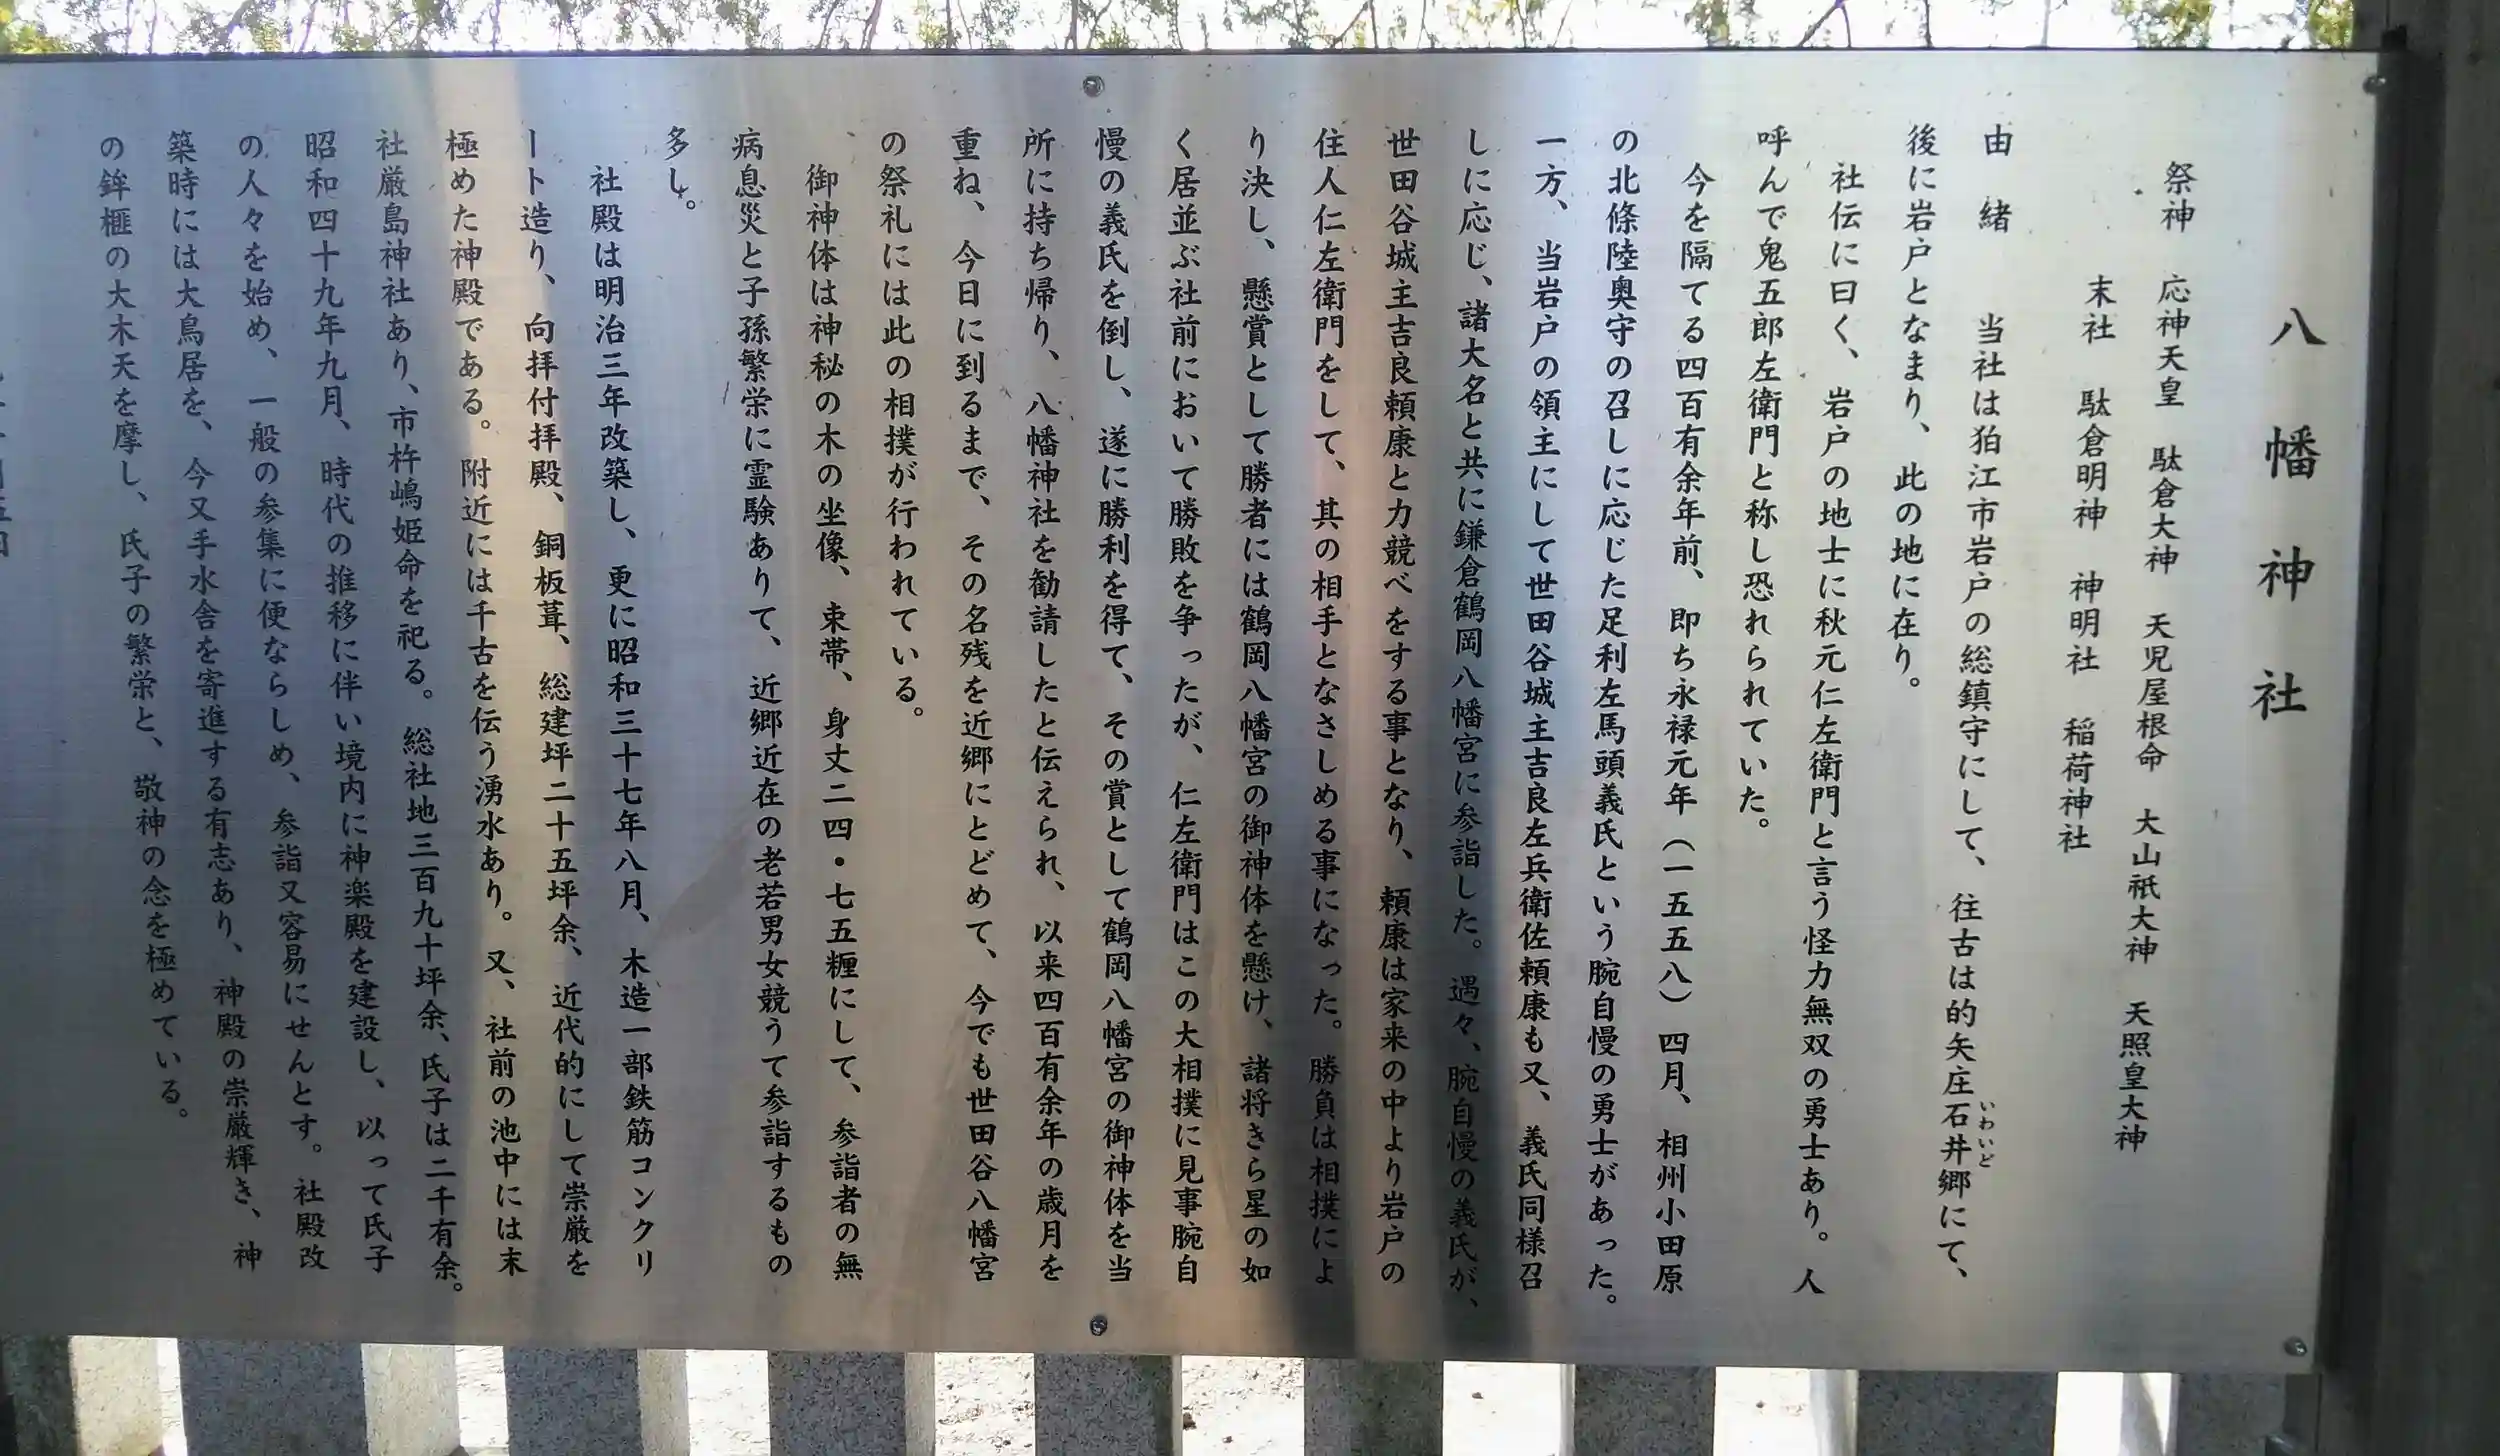 八幡神社
祭神　応神天皇　駄倉大神　天児屋根命　大山祇大神　天照皇大神
末社　駄倉明神　神明社　稲荷神社
由　緒　　当社は狛江市岩戸の総鎮守にして、往古は的矢庄石井郷にて、
いわいど
後に岩戸となまり、此の地に在り。
社伝に曰く、岩戸の地士に秋元仁左衛門と言う怪力無双の勇士あり。人
呼んで鬼五郎左衛門と称し恐れられていた。
今を隔てる四百有余年前、即ち永禄元年（一五五八）四月、相州小田原
の北條陸奥守の召しに応じた足利左馬頭義氏という腕自慢の勇士があった。
一方、当岩戸の領主にして世田谷城主吉良左兵衛佐頼康も又、義氏同様召
しに応じ、諸大名と共に鎌倉鶴岡八幡宮に参詣した。遇々、腕自慢の義氏が、
世田谷城主吉良頼康と力競べをする事となり、頼康は家来の中より岩戸の
住人仁左衛門をして、其の相手となさしめる事になった。勝負は相撲によ
り決し、懸賞として勝者には鶴岡八幡宮の御神体を懸け、諸将きら星の如
く居並ぶ社前において勝敗を争ったが、仁左衛門はこの大相撲に見事腕自
慢の義氏を倒し、遂に勝利を得て、その賞として鶴岡八幡宮の御神体を当
所に持ち帰り、八幡神社を勧請したと伝えられ、以来四百有余年の歳月を
重ね、今日に到るまで、その名残を近郷にとどめて、今でも世田谷八幡宮
の祭礼には此の相撲が行われている。
御神体は神秘の木の坐像、束帯、身丈二四・七五糎にして、参詣者の無
病息災と子孫繁栄に霊験ありて、近郷近在の老若男女競うて参詣するもの
多し。
社殿は明治三年改築し、更に昭和三十七年八月、木造一部鉄筋コンクリ
ート造り、向拝付拝殿、銅板葺、総建坪二十五坪余、近代的にして崇厳を
極めた神殿である。附近には千古を伝う湧水あり。又、社前の池中には末
社厳島神社あり、市杵嶋姫命を祀る。総社地三百九十坪余、氏子は二千有余。
昭和四十九年九月、時代の推移に伴い境内に神楽殿を建設し、以って氏子
の人々を始め、一般の参集に便ならしめ、参詣又容易にせんとす。社殿改
築時には大鳥居を、今又手水舎を寄進する有志あり、神殿の崇厳輝き、神
の鉾榧の大木天を摩し、氏子の繁栄と、敬神の念を極めている。